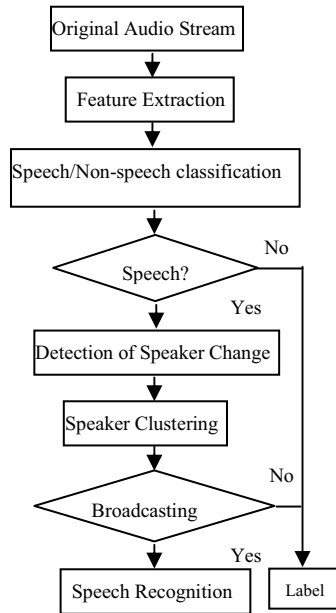 Original Audio Stream
Feature Extraction
Speech/Non-speech classification
No
Speech?
Yes
Detection of Speaker Change
Speaker Clustering
No
Broadcasting
Yes
Speech Recognition
Label